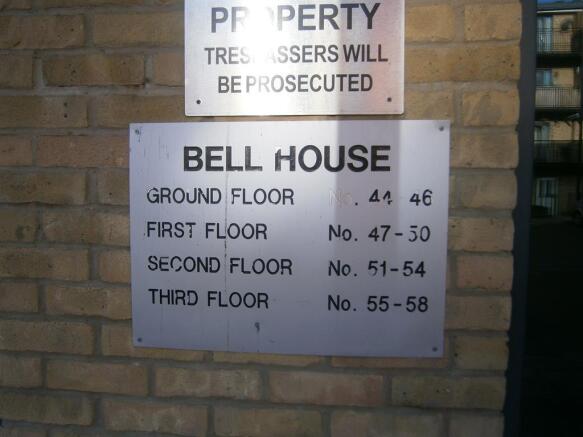 PROPERTY
TRESPASSERS WILL
BE PROSECUTED
BELL HOUSE
GROUND FLOOR No. 44-46
FIRST FLOOR No. 47-50
SECOND FLOOR No. 51-54
THIRD FLOOR No. 55-58